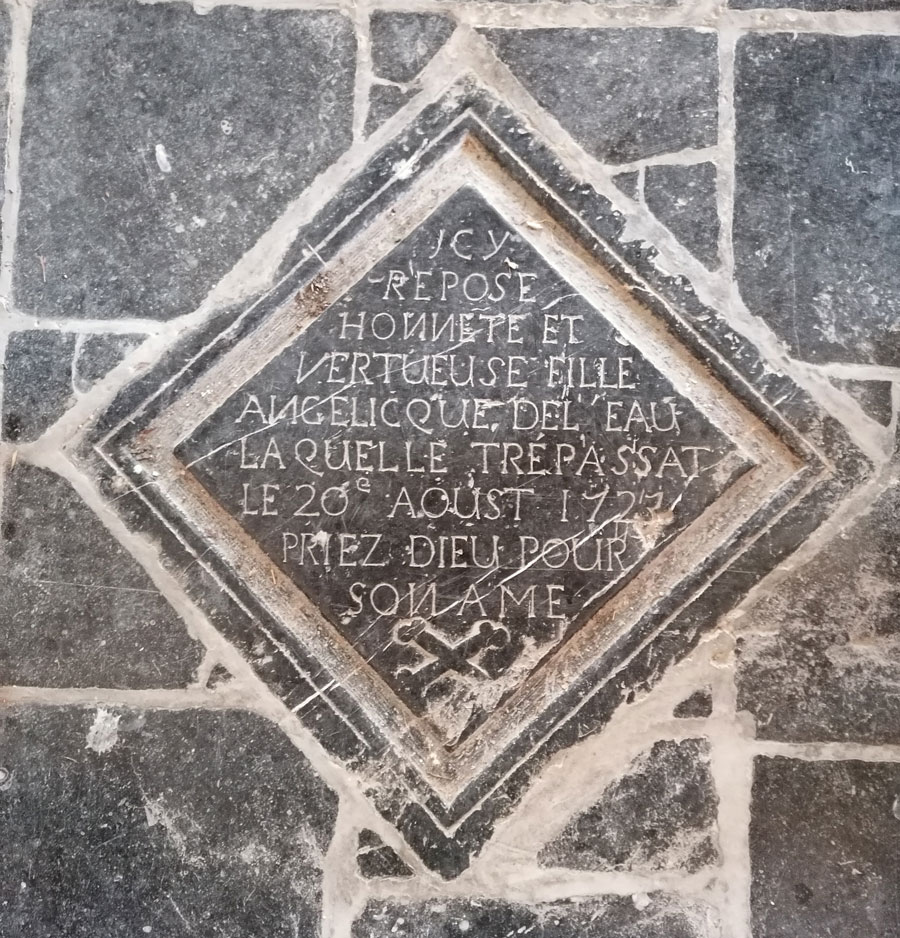 ICY
REPOSE
HONNETE ET
VERTUEUSE FILLE
ANGELICQUE DEL'EAU
LAQUELLE TRÉPASSAT
LE 20e AOUST 1727
PRIEZ DIEU POUR
SON AME